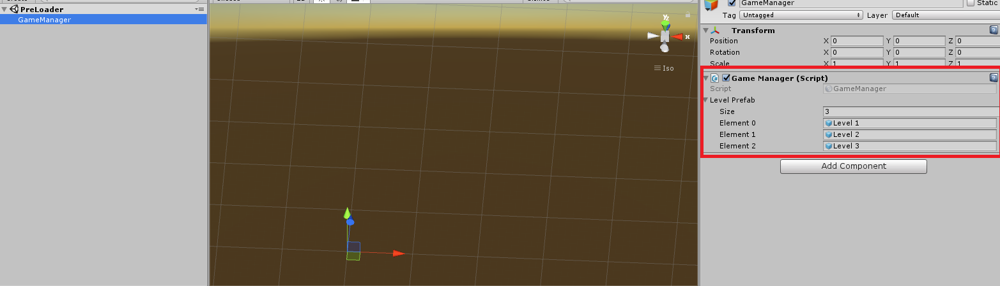 PreLoader
GameManager
Y
z
x
Iso
GameManager
Static
Tag Untagged Layer Default
Transform
Position X 0 Y 0 Z 0
Rotation X 0 Y 0 Z 0
Scale X 1 Y 1 Z 1
Game Manager (Script)
Script GameManager
Level Prefab
Size 3
Element 0 Level 1
Element 1 Level 2
Element 2 Level 3
Add Component